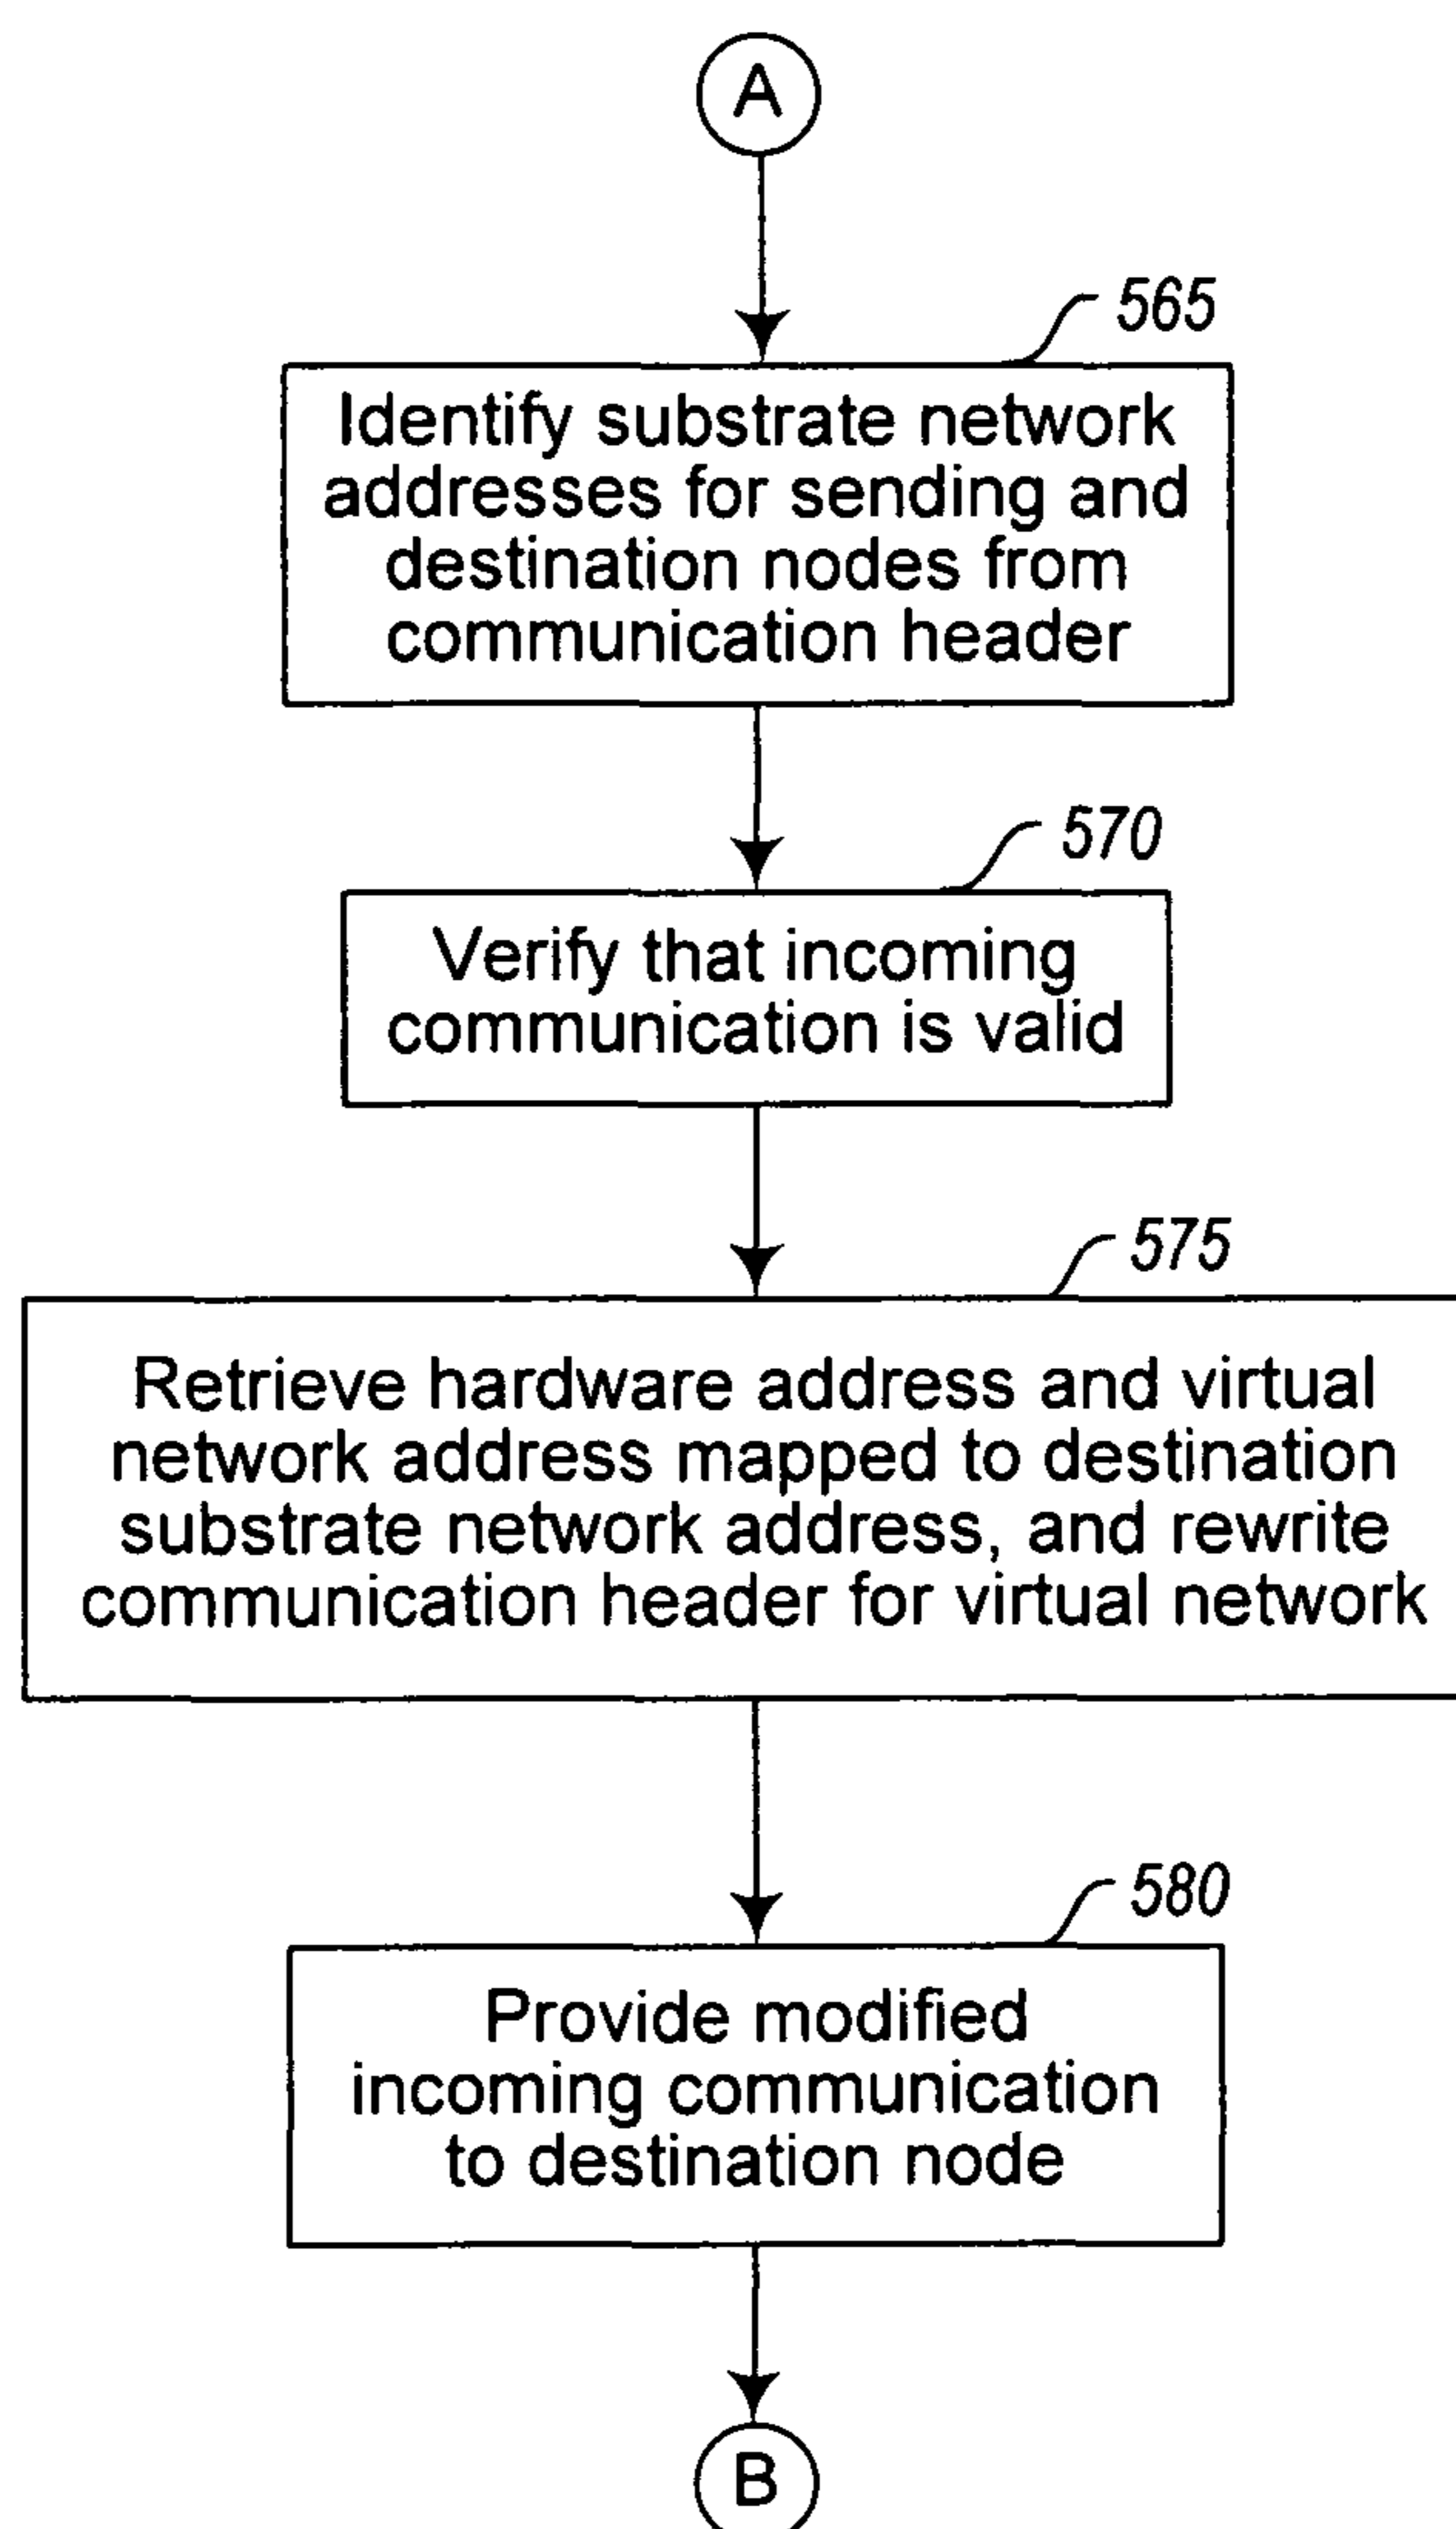 A
565
Identify substrate network
addresses for sending and
destination nodes from
communication header
570
Verify that incoming
communication is valid
575
Retrieve hardware address and virtual
network address mapped to destination
substrate network address, and rewrite
communication header for virtual network
580
Provide modified
incoming communication
to destination node
B